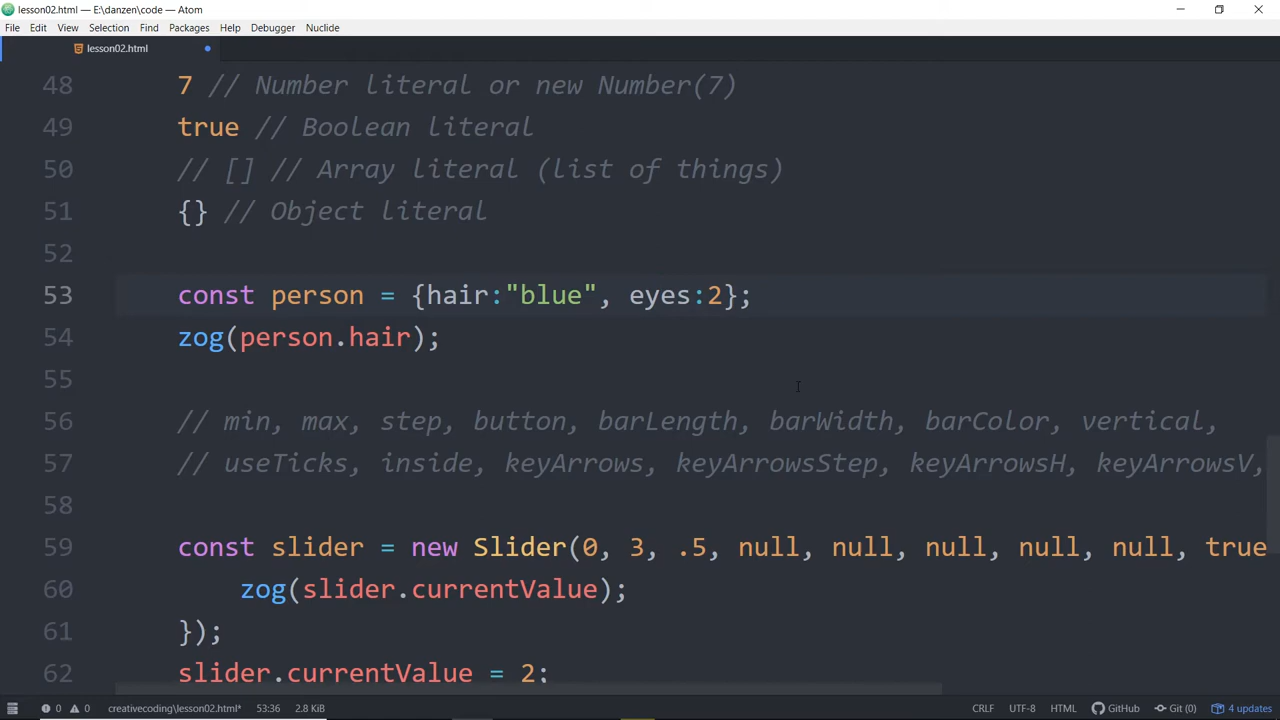 lesson02.html — E:\danzen\code — Atom
File Edit View Selection Find Packages Help Debugger Nuclide
lesson02.html
48 7 // Number literal or new Number(7)
49 true // Boolean literal
50 // [] // Array literal (list of things)
51 {} // Object literal
52
53 const person = {hair:"blue", eyes:2};
54 zog(person.hair);
55
56 // min, max, step, button, barLength, barWidth, barColor, vertical,
57 // useTicks, inside, keyArrows, keyArrowsStep, keyArrowsH, keyArrowsV,
58
59 const slider = new Slider(0, 3, .5, null, null, null, null, null, true
60 zog(slider.currentValue);
61 });
62 slider.currentValue = 2;
0 0 creativecoding\lesson02.html* 53:36 2.8 KiB CRLF UTF-8 HTML GitHub Git (0) 4 updates